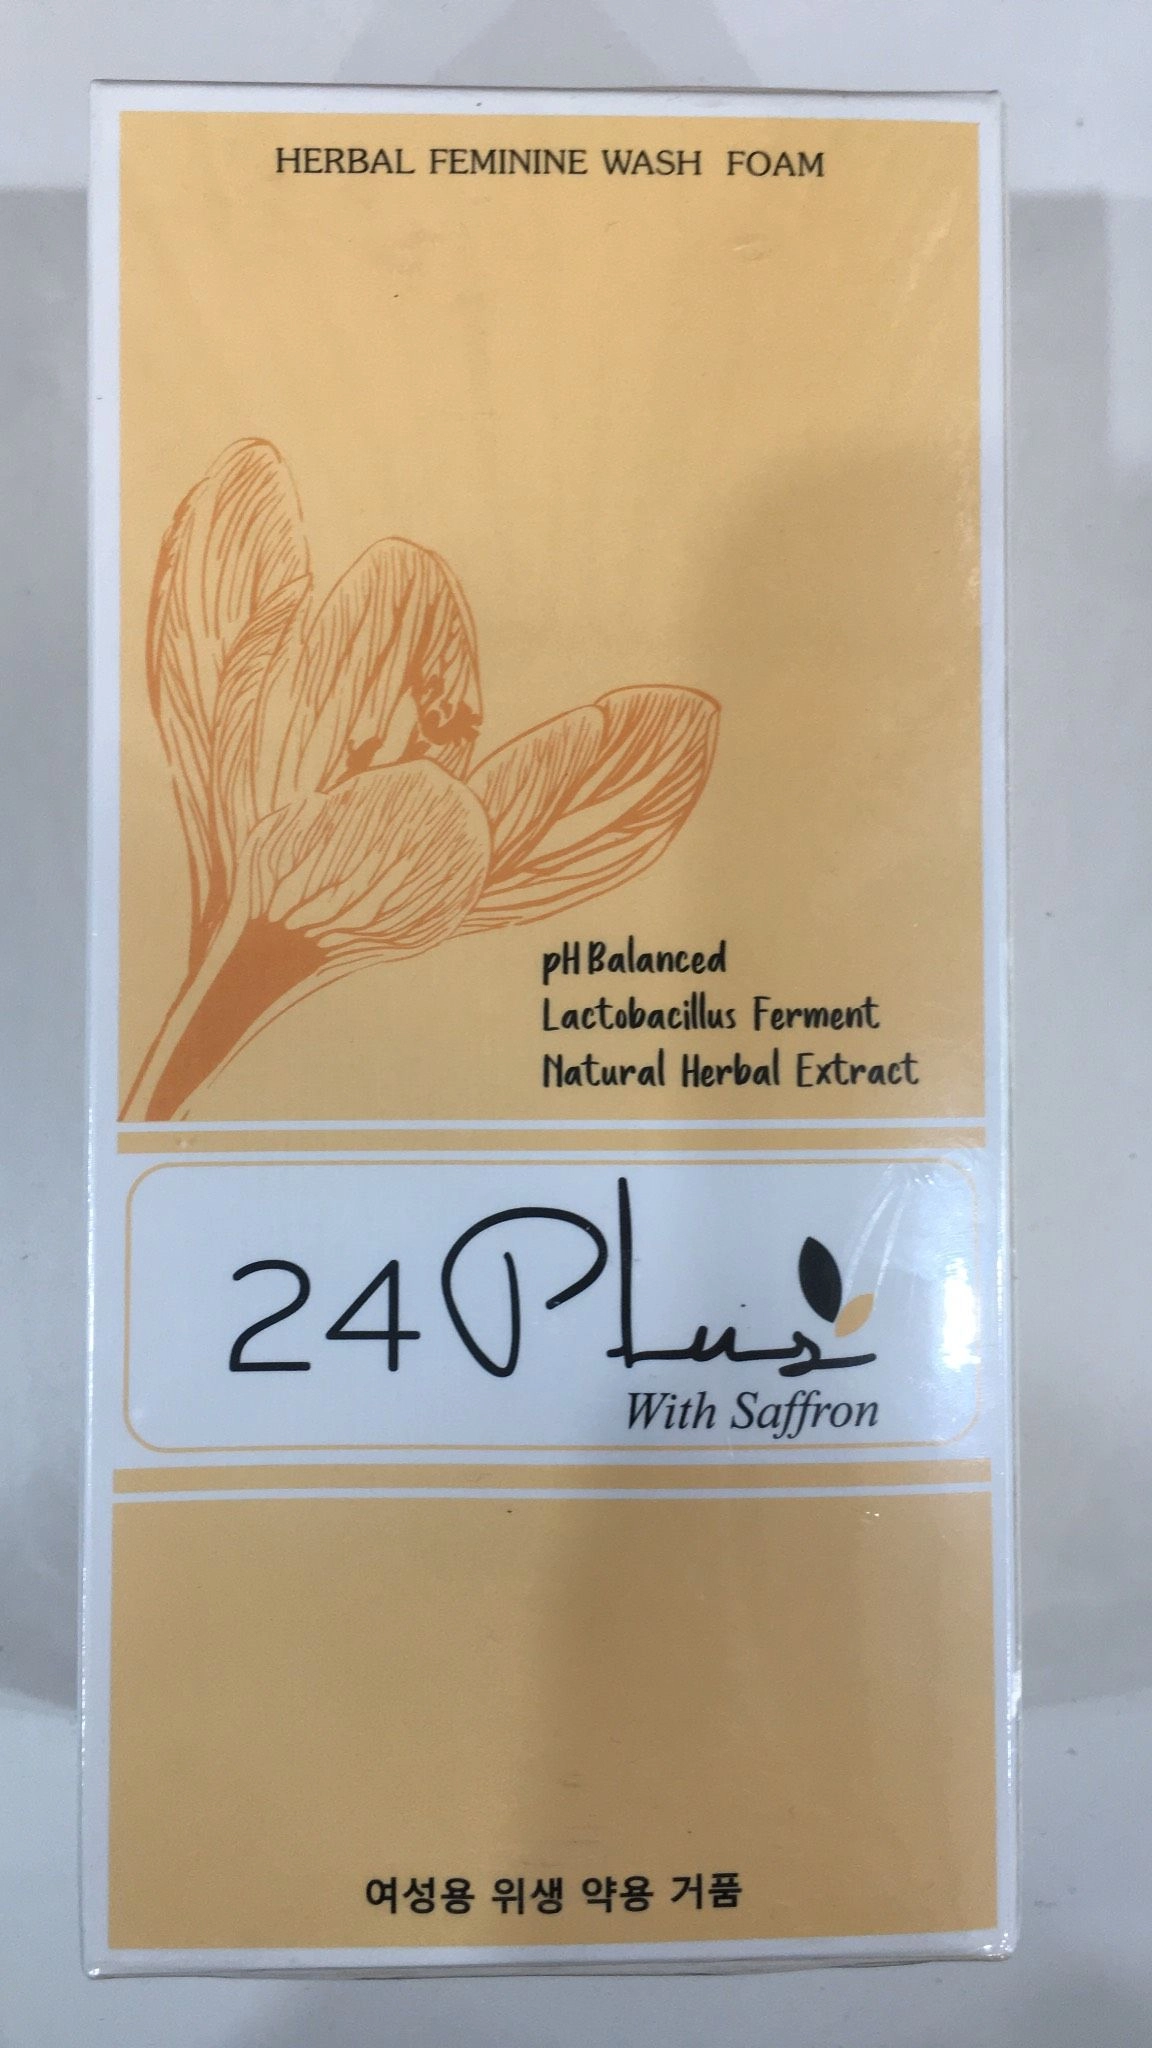 HERBAL FEMININE WASH FOAM
pH Balanced
Lactobacillus Ferment
Natural Herbal Extract
24 Plus
With Saffron
여성용 위생 약용 거품